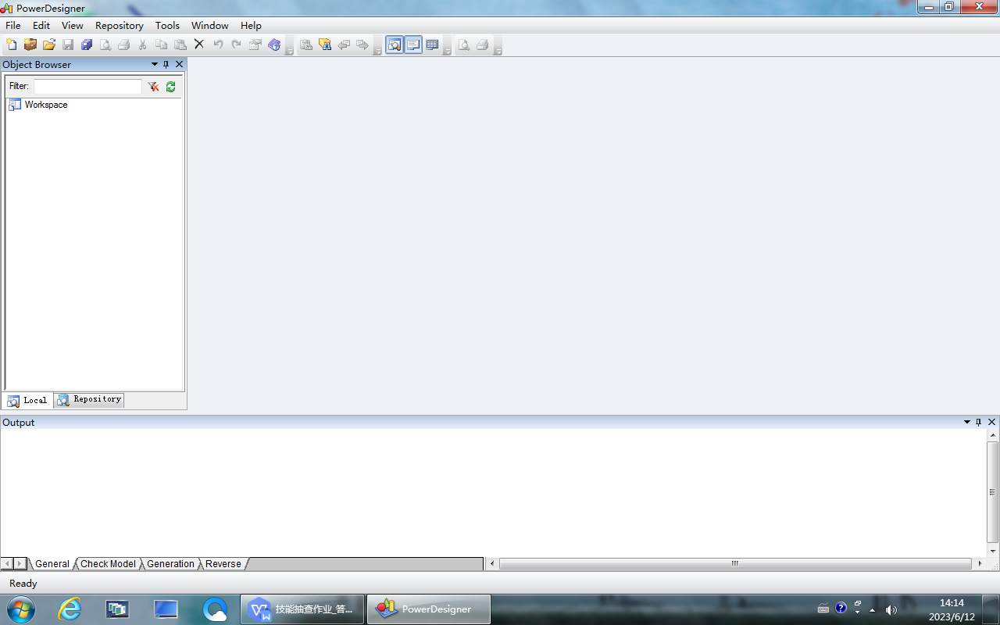 PowerDesigner
File Edit View Repository Tools Window Help
Object Browser
Filter:
Workspace
Local Repository
Output
General Check Model Generation Reverse
Ready
技能抽查作业_答... PowerDesigner
14:14
2023/6/12